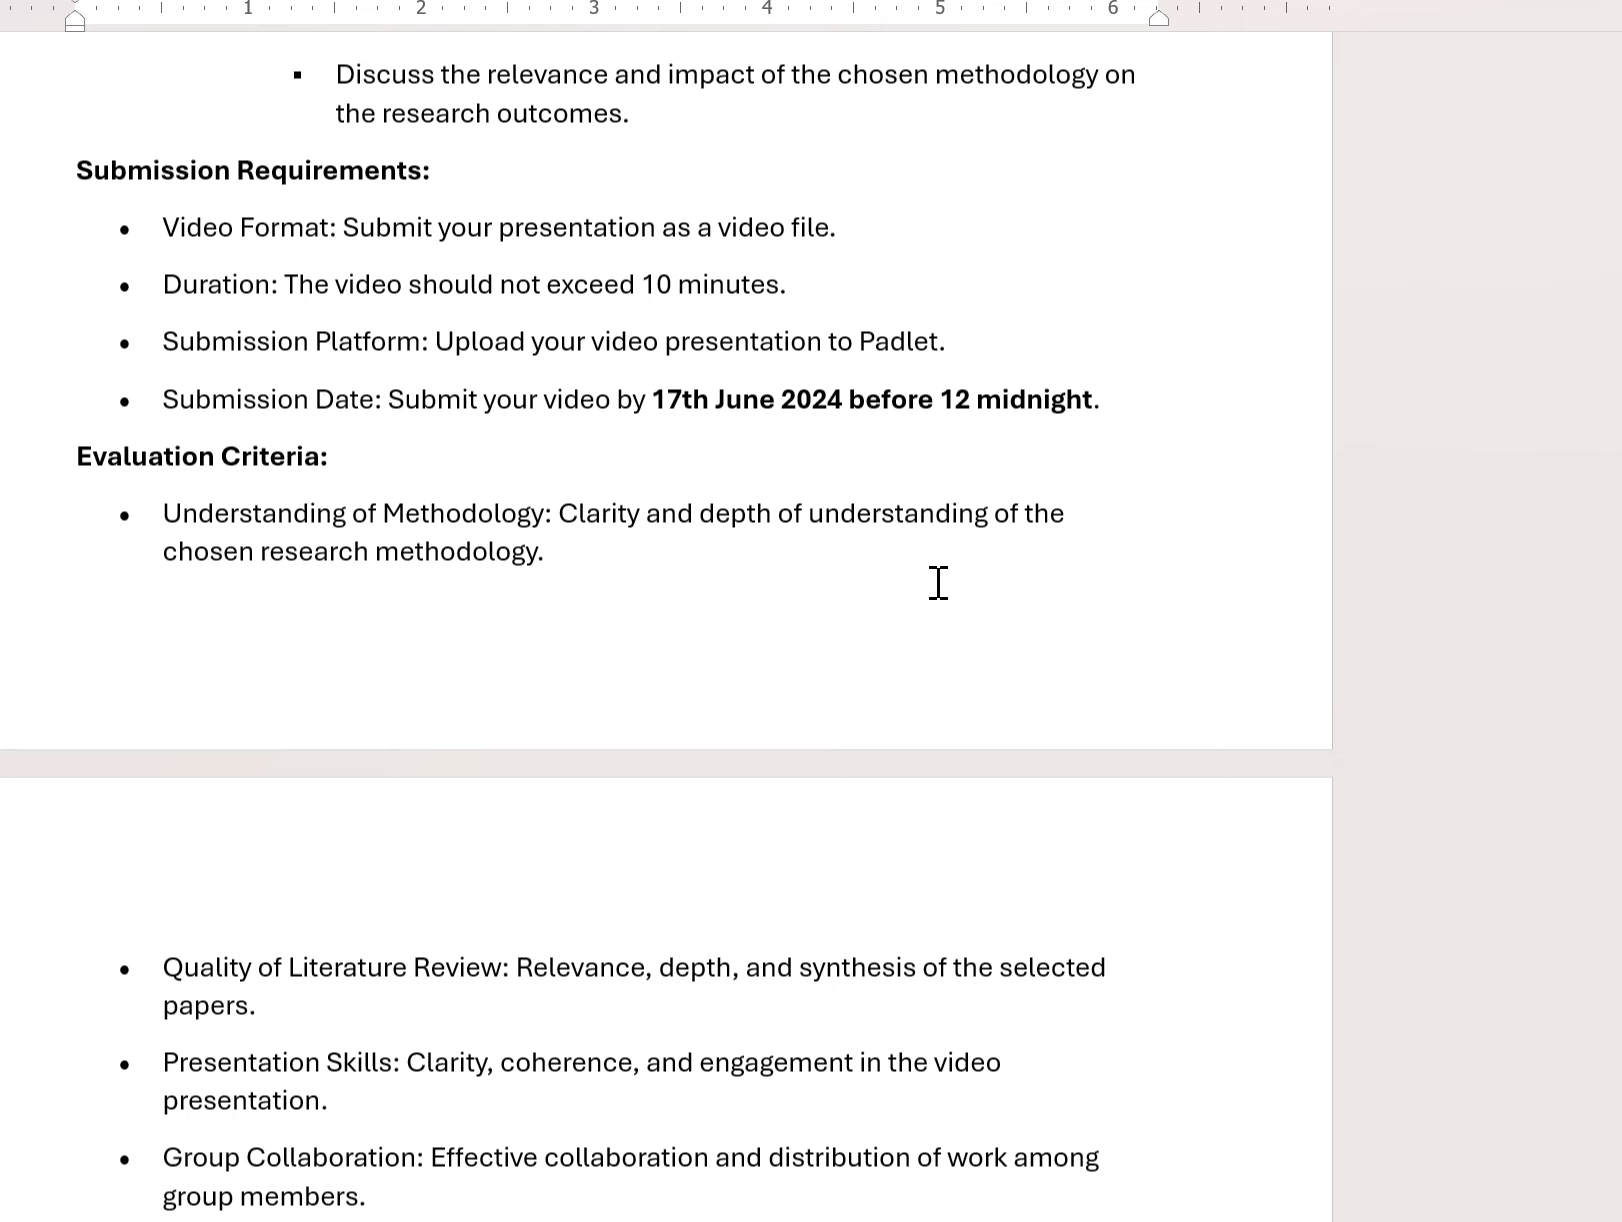 1 2 3 4 5 6
▪ Discuss the relevance and impact of the chosen methodology on
the research outcomes.
Submission Requirements:
• Video Format: Submit your presentation as a video file.
• Duration: The video should not exceed 10 minutes.
• Submission Platform: Upload your video presentation to Padlet.
• Submission Date: Submit your video by 17th June 2024 before 12 midnight.
Evaluation Criteria:
• Understanding of Methodology: Clarity and depth of understanding of the
chosen research methodology.
• Quality of Literature Review: Relevance, depth, and synthesis of the selected
papers.
• Presentation Skills: Clarity, coherence, and engagement in the video
presentation.
• Group Collaboration: Effective collaboration and distribution of work among
group members.